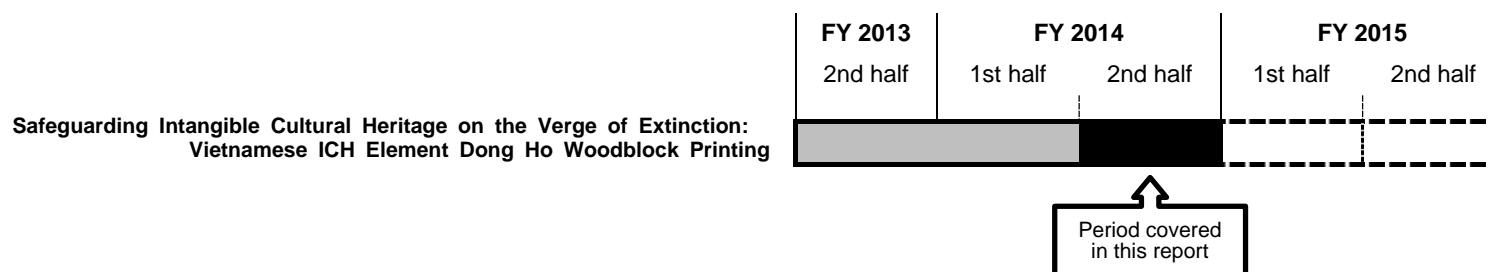 FY 2013 FY 2014 FY 2015
2nd half 1st half 2nd half 1st half 2nd half
Safeguarding Intangible Cultural Heritage on the Verge of Extinction:
Vietnamese ICH Element Dong Ho Woodblock Printing
Period covered
in this report